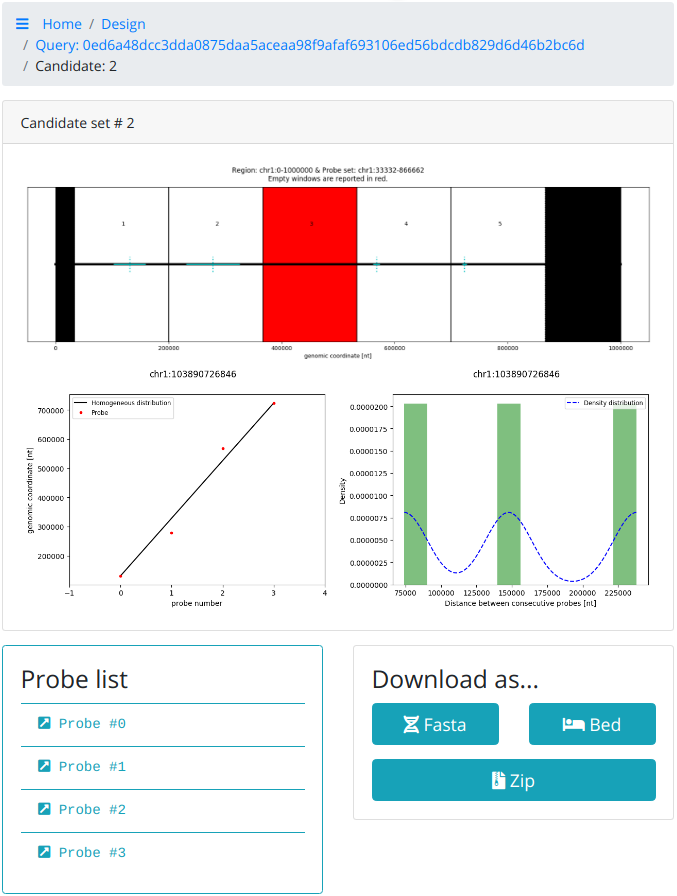 Home / Design
/ Query: 0ed6a48dcc3dda0875daa5aceaa98f9afaf693106ed56bdcdb829d6d46b2bc6d
/ Candidate: 2
Candidate set # 2
Region: chr1:0-1000000 & Probe set: chr1:33332-866662
Empty windows are reported in red.
1 2 3 4 5
0 200000 400000 600000 800000 1000000
genomic coordinate [nt]
chr1:103890726846
700000
600000
500000
400000
300000
200000
genomic coordinate [nt]
Homogeneous distribution
Probe
−1 0 1 2 3 4
probe number
chr1:103890726846
0.0000200
0.0000175
0.0000150
0.0000125
0.0000100
0.0000075
0.0000050
0.0000025
0.0000000
Density
Density distribution
75000 100000 125000 150000 175000 200000 225000
Distance between consecutive probes [nt]
Probe list
Probe #0
Probe #1
Probe #2
Probe #3
Download as...
Fasta
Bed
Zip